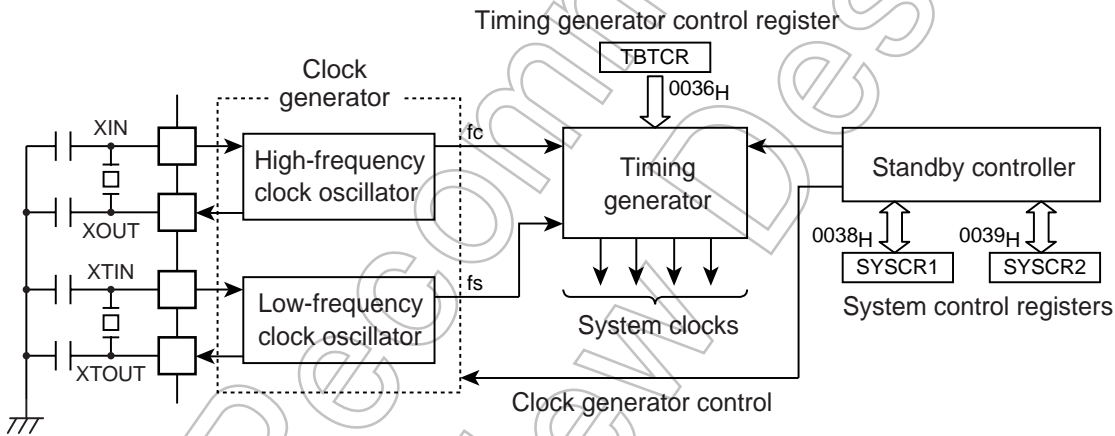 Timing generator control register
TBTCR
0036H
Clock
generator
XIN
fc
High-frequency
clock oscillator
Timing
generator
Standby controller
XOUT
0038H
0039H
XTIN
SYSCR1
SYSCR2
fs
Low-frequency
clock oscillator
System control registers
System clocks
XTOUT
Clock generator control